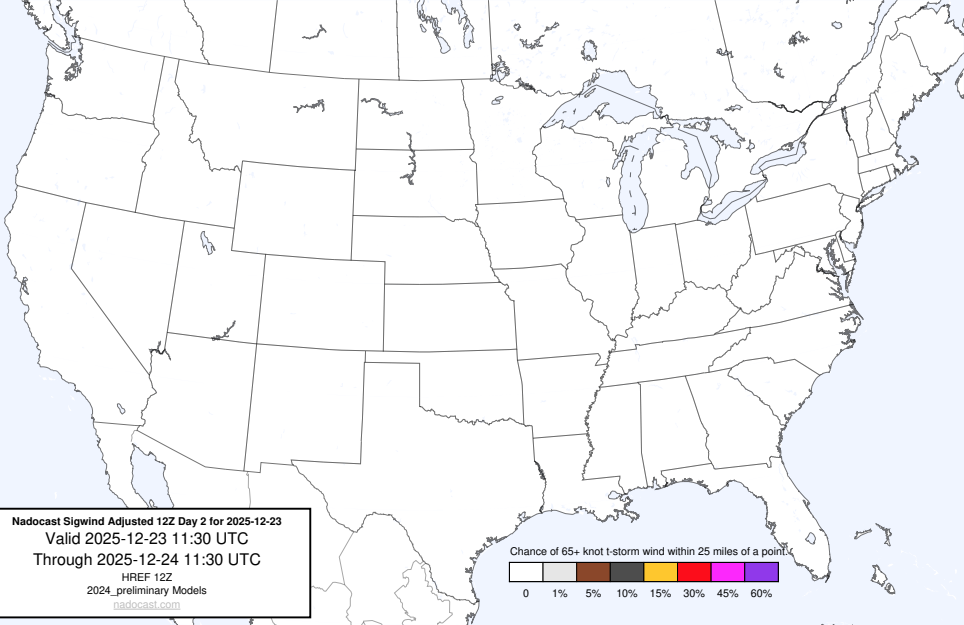 Nadocast Sigwind Adjusted 12Z Day 2 for 2025-12-23
Valid 2025-12-23 11:30 UTC
Through 2025-12-24 11:30 UTC
HREF 12Z
2024_preliminary Models
nadocast.com
Chance of 65+ knot t-storm wind within 25 miles of a point.
0 1% 5% 10% 15% 30% 45% 60%